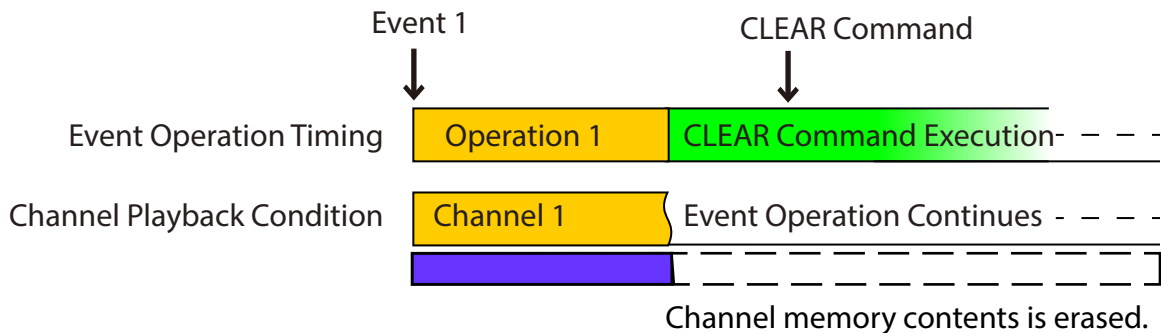 Event 1
CLEAR Command
Event Operation Timing
Operation 1
CLEAR Command Execution
Channel Playback Condition
Channel 1
Event Operation Continues
Channel memory contents is erased.